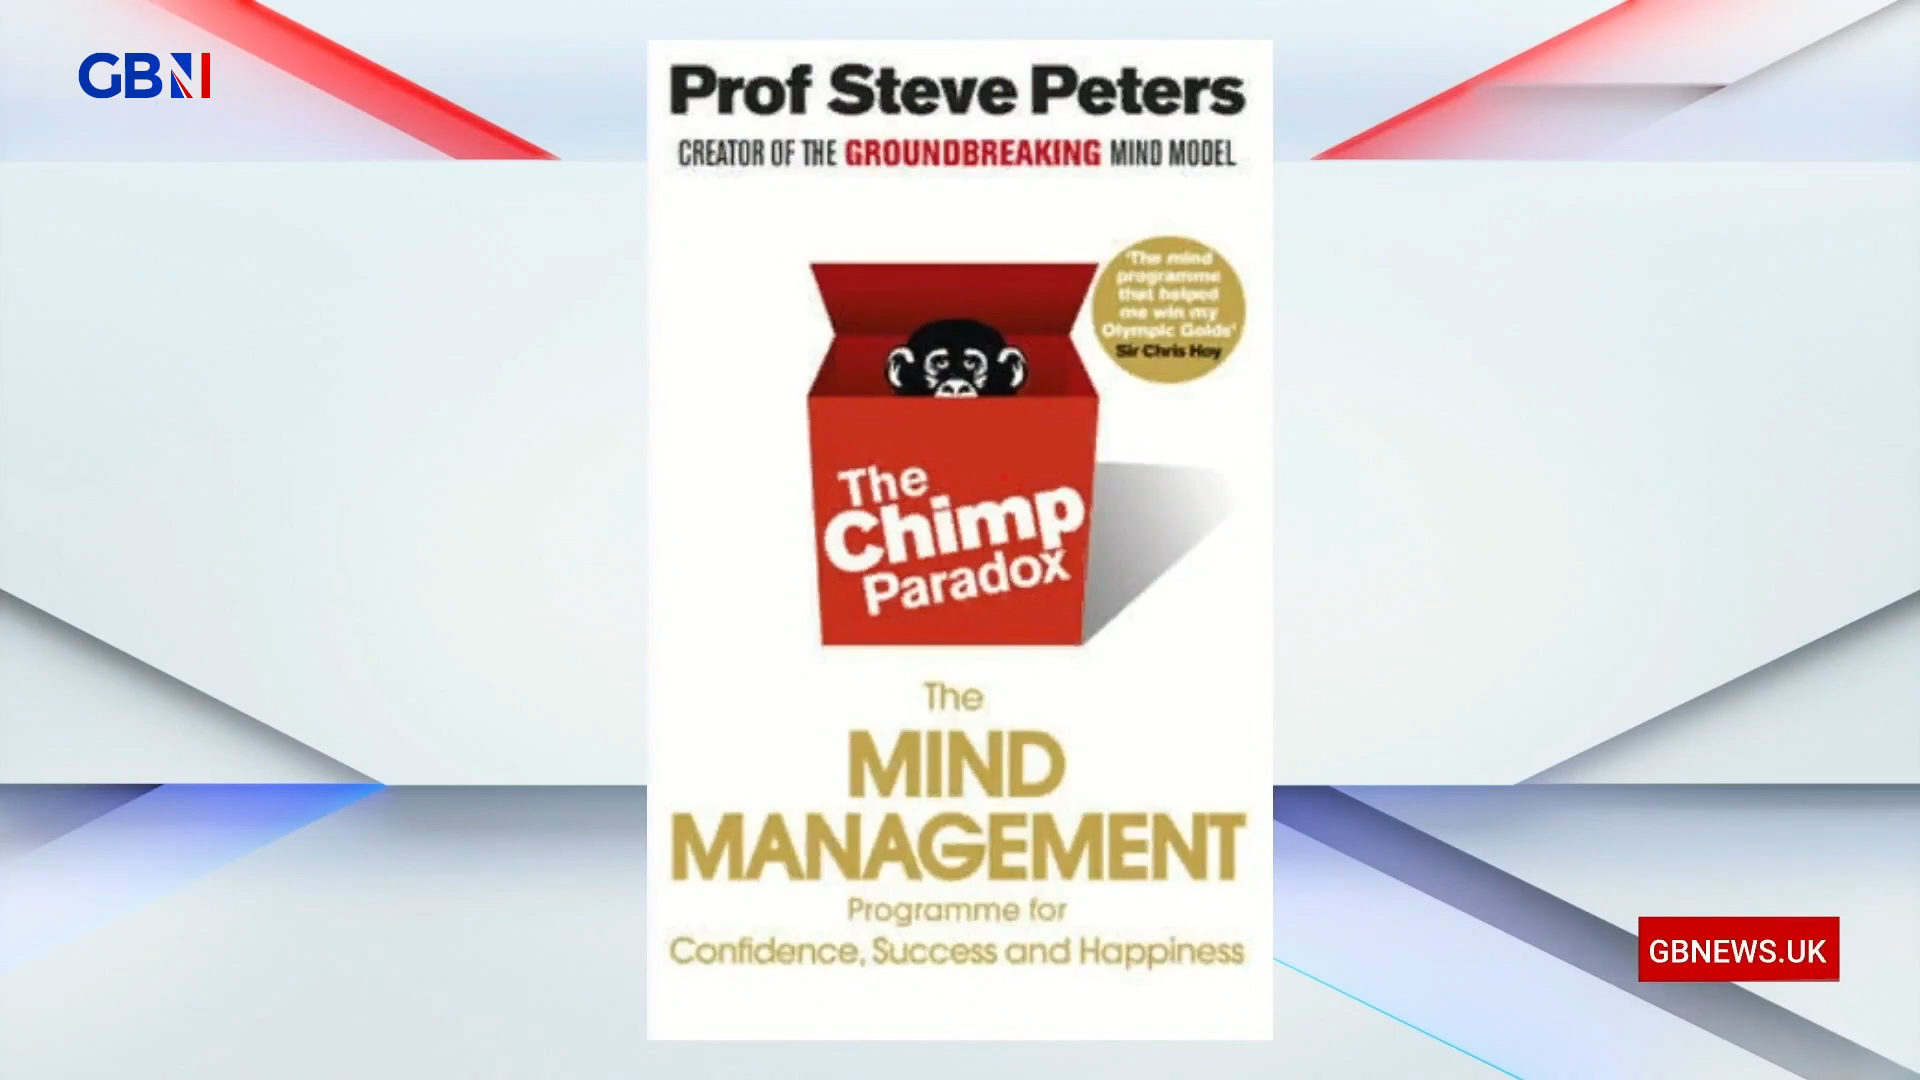 GBN
Prof Steve Peters
CREATOR OF THE GROUNDBREAKING MIND MODEL
'The mind
programme
that helped
me win my
Olympic Golds'
Sir Chris Hoy
The
Chimp
Paradox
The
MIND
MANAGEMENT
Programme for
Confidence, Success and Happiness
GBNEWS.UK